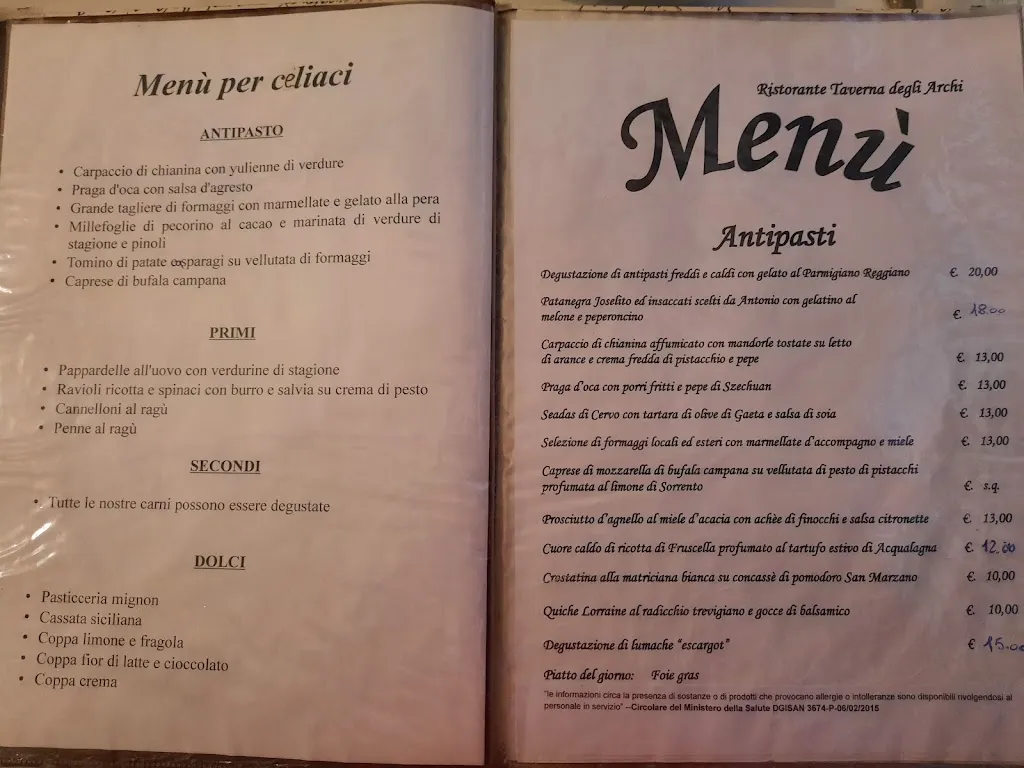 Menù per celiaci
ANTIPASTO
• Carpaccio di chianina con yulienne di verdure
• Praga d'oca con salsa d'agresto
• Grande tagliere di formaggi con marmellate e gelato alla pera
• Millefoglie di pecorino al cacao e marinata di verdure di
stagione e pinoli
• Tomino di patate asparagi su vellutata di formaggi
• Caprese di bufala campana
PRIMI
• Pappardelle all'uovo con verdurine di stagione
• Ravioli ricotta e spinaci con burro e salvia su crema di pesto
• Cannelloni al ragù
• Penne al ragù
SECONDI
• Tutte le nostre carni possono essere degustate
DOLCI
• Pasticceria mignon
• Cassata siciliana
• Coppa limone e fragola
• Coppa fior di latte e cioccolato
• Coppa crema
Ristorante Taverna degli Archi
Menù
Antipasti
Degustazione di antipasti freddi e caldi con gelato al Parmigiano Reggiano € 20,00
Patanegra Joselito ed insaccati scelti da Antonio con gelatino al
melone e peperoncino € 18.00
Carpaccio di chianina affumicato con mandorle tostate su letto
di arance e crema fredda di pistacchio e pepe € 13,00
Praga d'oca con porri fritti e pepe di Szechuan € 13,00
Seadas di Cervo con tartara di olive di Gaeta e salsa di soia € 13,00
Selezione di formaggi locali ed esteri con marmellate d'accompagno e miele € 13,00
Caprese di mozzarella di bufala campana su vellutata di pesto di pistacchi
profumata al limone di Sorrento € s.q.
Prosciutto d'agnello al miele d'acacia con achèe di finocchi e salsa citronette € 13,00
Cuore caldo di ricotta di Fruscella profumato al tartufo estivo di Acqualagna € 12.00
Crostatina alla matriciana bianca su concassè di pomodoro San Marzano € 10,00
Quiche Lorraine al radicchio trevigiano e gocce di balsamico € 10,00
Degustazione di lumache “escargot” € 15.00
Piatto del giorno: Foie gras
"le informazioni circa la presenza di sostanze o di prodotti che provocano allergie o intolleranze sono disponibili rivolgendosi al
personale in servizio" –Circolare del Ministero della Salute DGISAN 3674-P-06/02/2015